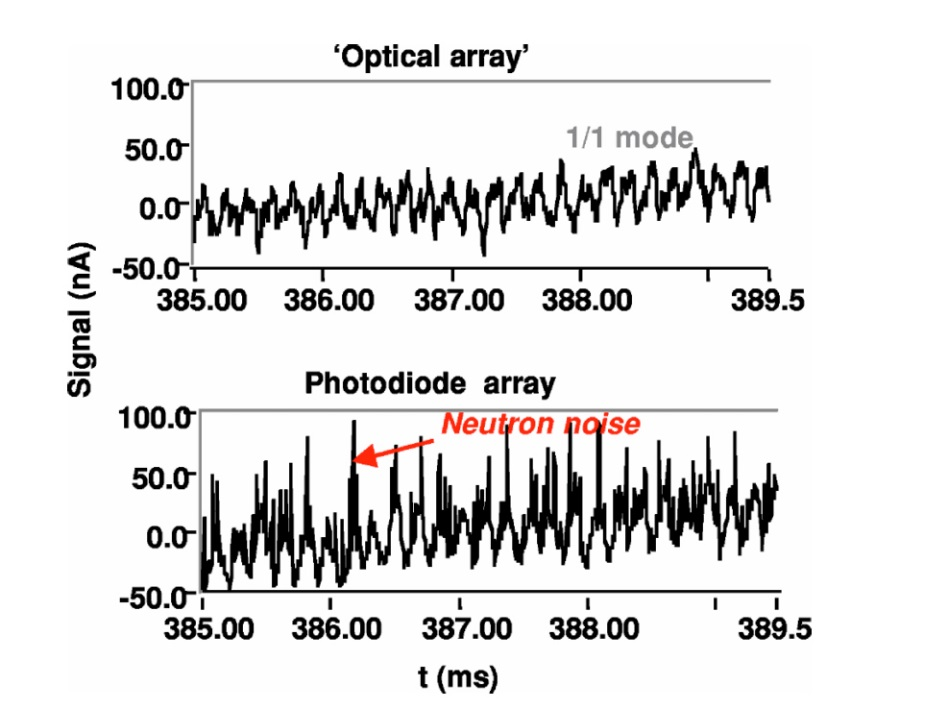 ‘Optical array’
100.0
1/1 mode
50.0
0.0
-50.0
385.00 386.00 387.00 388.00 389.5
Signal (nA)
Photodiode array
100.0
Neutron noise
50.0
0.0
-50.0
385.00 386.00 387.00 388.00 389.5
t (ms)